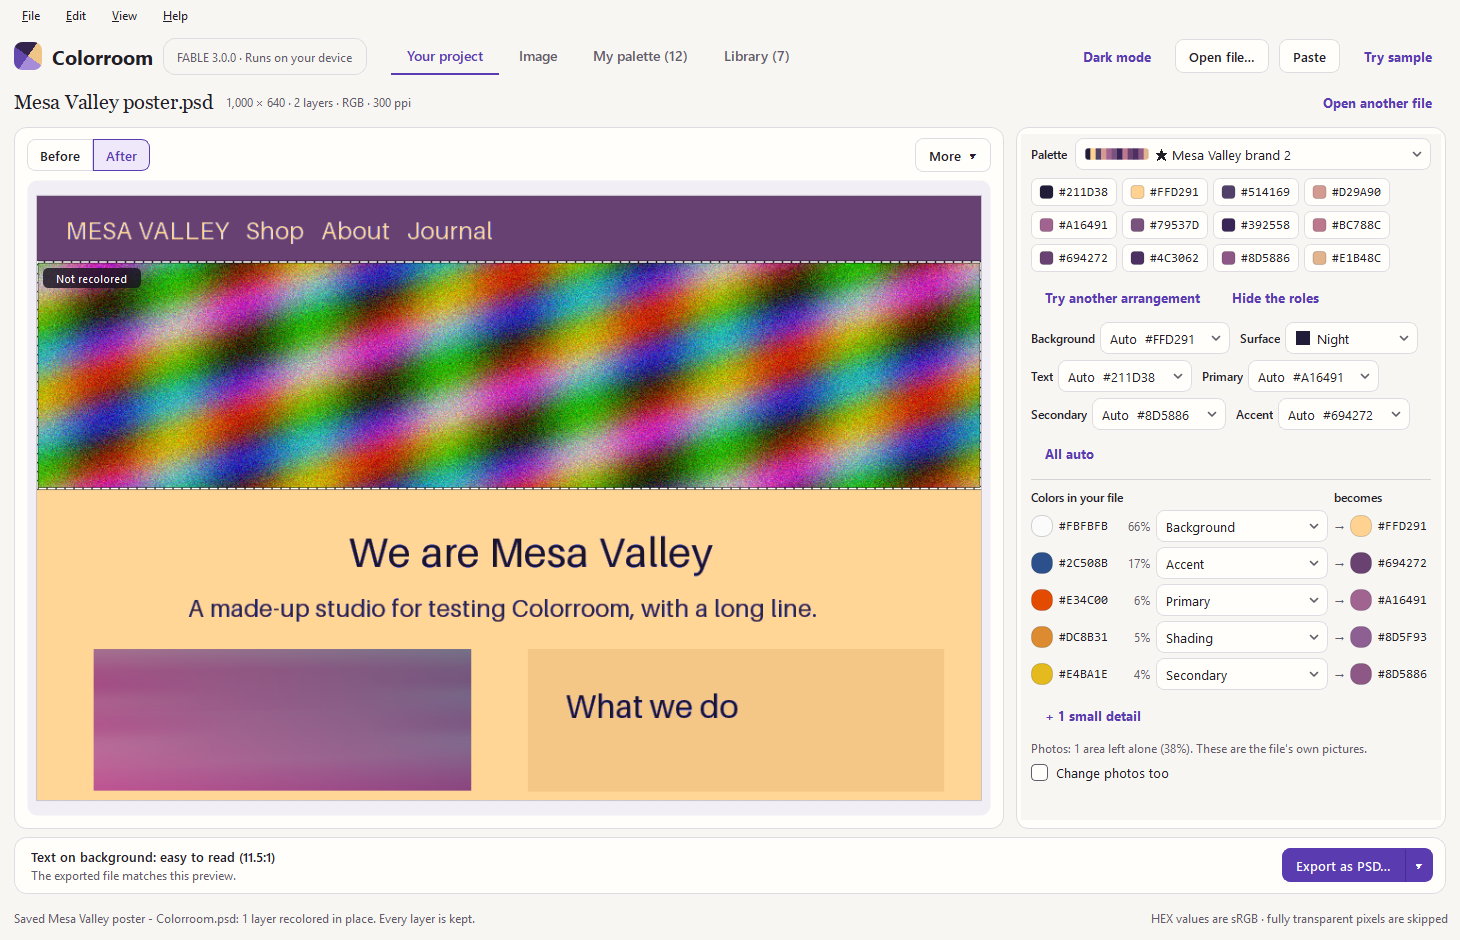 File Edit View Help
Colorroom FABLE 3.0.0 · Runs on your device Your project Image My palette (12) Library (7) Dark mode Open file... Paste Try sample
Mesa Valley poster.psd 1,000 × 640 · 2 layers · RGB · 300 ppi Open another file
Before After More
MESA VALLEY Shop About Journal
Not recolored
We are Mesa Valley
A made-up studio for testing Colorroom, with a long line.
What we do
Palette ★ Mesa Valley brand 2
#211D38 #FFD291 #514169 #D29A90
#A16491 #79537D #392558 #BC788C
#694272 #4C3062 #8D5886 #E1B48C
Try another arrangement Hide the roles
Background Auto #FFD291 Surface Night
Text Auto #211D38 Primary Auto #A16491
Secondary Auto #8D5886 Accent Auto #694272
All auto
Colors in your file becomes
#FBFBFB 66% Background → #FFD291
#2C508B 17% Accent → #694272
#E34C00 6% Primary → #A16491
#DC8B31 5% Shading → #8D5F93
#E4BA1E 4% Secondary → #8D5886
+ 1 small detail
Photos: 1 area left alone (38%). These are the file's own pictures.
Change photos too
Text on background: easy to read (11.5:1)
The exported file matches this preview.
Export as PSD...
Saved Mesa Valley poster - Colorroom.psd: 1 layer recolored in place. Every layer is kept. HEX values are sRGB · fully transparent pixels are skipped